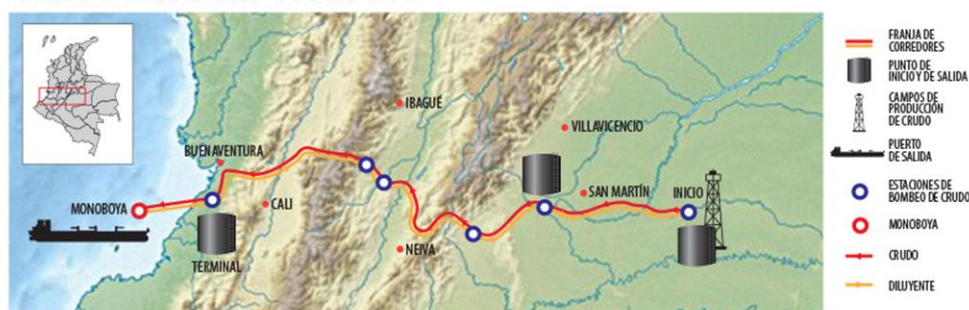 IBAGUÉ
VILLAVICENCIO
BUENAVENTURA
SAN MARTÍN
INICIO
MONOBOYA
CALI
NEIVA
TERMINAL
FRANJA DE
CORREDORES
PUNTO DE
INICIO Y DE SALIDA
CAMPOS DE
PRODUCCIÓN
DE CRUDO
PUERTO
DE SALIDA
ESTACIONES DE
BOMBEO DE CRUDO
MONOBOYA
CRUDO
DILUYENTE